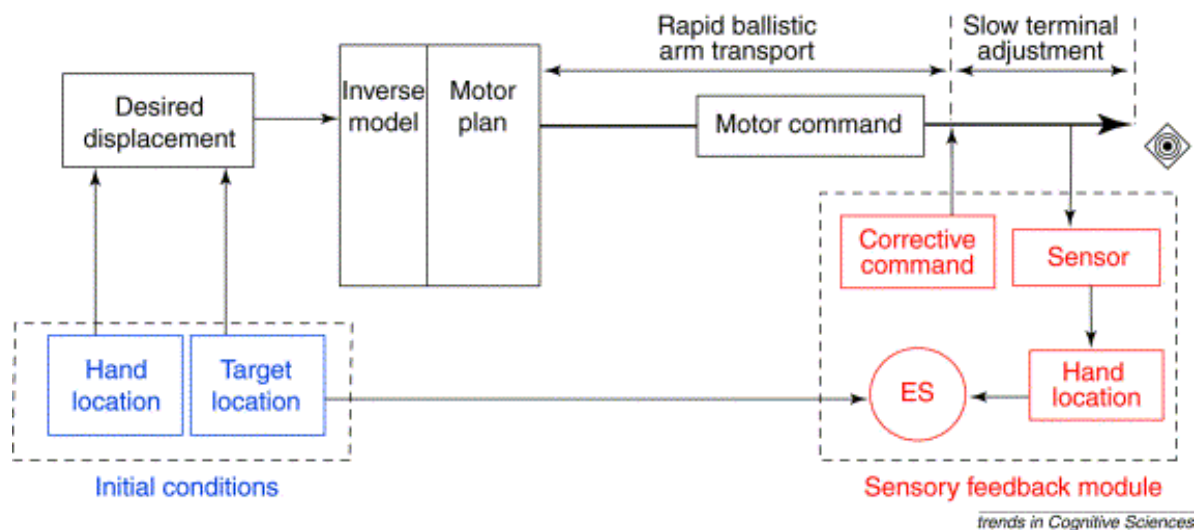 Rapid ballistic
arm transport
Slow terminal
adjustment
Desired
displacement
Inverse
model
Motor
plan
Motor command
Corrective
command
Sensor
Hand
location
Target
location
ES
Hand
location
Initial conditions
Sensory feedback module
trends in Cognitive Sciences